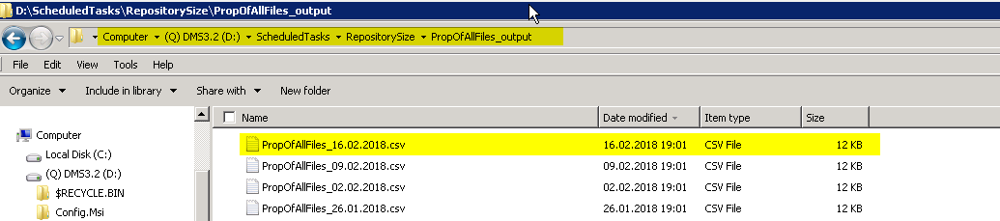 D:\ScheduledTasks\RepositorySize\PropOfAllFiles_output
Computer (Q) DMS3.2 (D:) ScheduledTasks RepositorySize PropOfAllFiles_output
File Edit View Tools Help
Organize Include in library Share with New folder
Name Date modified Item type Size
Computer
Local Disk (C:)
(Q) DMS3.2 (D:)
$RECYCLE.BIN
Config.Msi
PropOfAllFiles_16.02.2018.csv 16.02.2018 19:01 CSV File 12 KB
PropOfAllFiles_09.02.2018.csv 09.02.2018 19:01 CSV File 12 KB
PropOfAllFiles_02.02.2018.csv 02.02.2018 19:01 CSV File 12 KB
PropOfAllFiles_26.01.2018.csv 26.01.2018 19:01 CSV File 12 KB